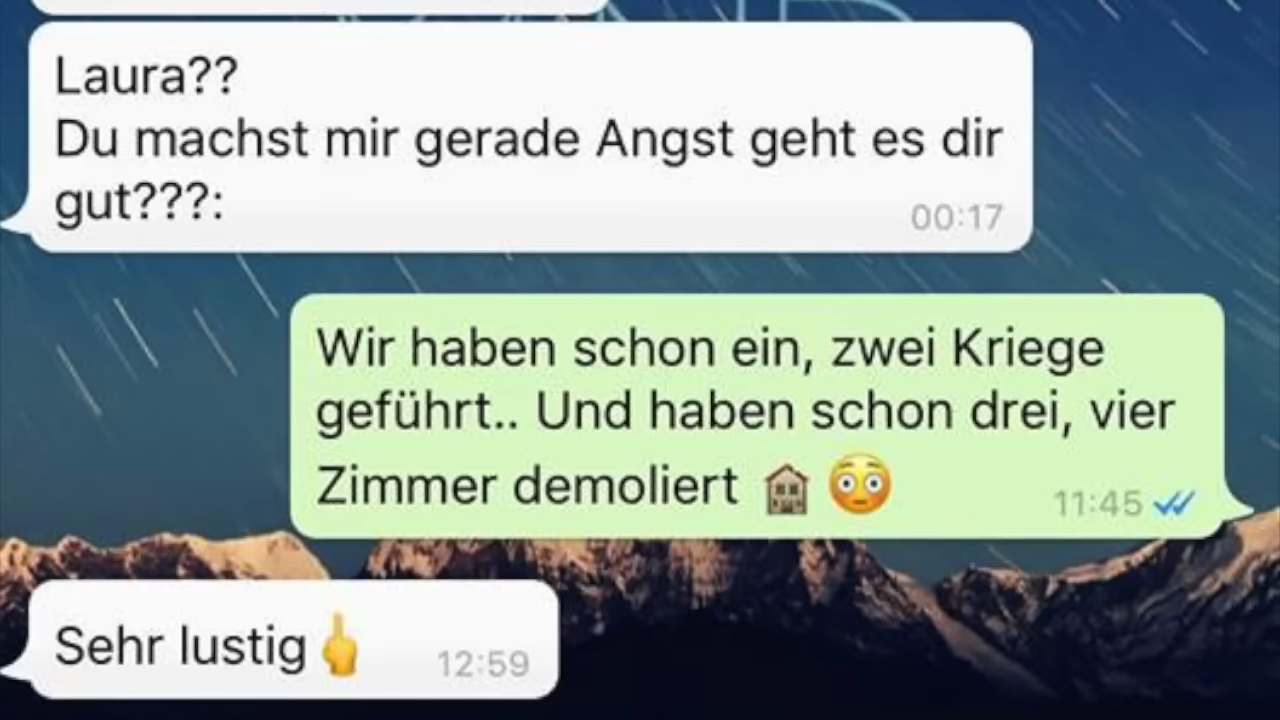 Laura??
Du machst mir gerade Angst geht es dir
gut???:
00:17
Wir haben schon ein, zwei Kriege
geführt.. Und haben schon drei, vier
Zimmer demoliert 🏠 😳
11:45
Sehr lustig🖕
12:59